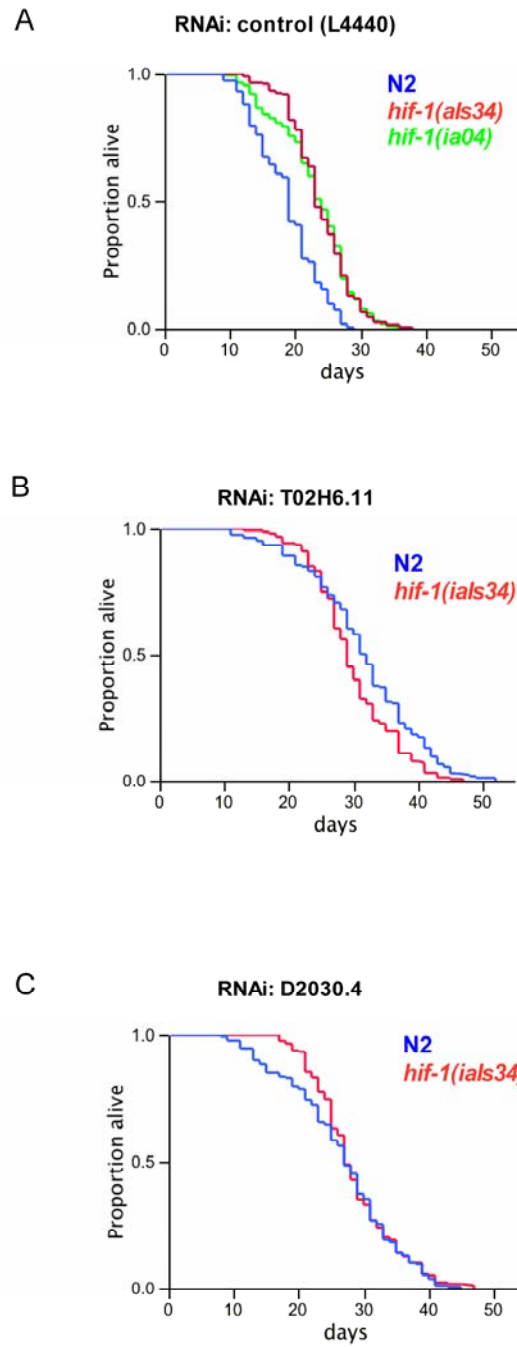 A
RNAi: control (L4440)
N2
hif-1(als34)
hif-1(ia04)
Proportion alive
1.0
0.5
0.0
0 10 20 30 40 50
days
B
RNAi: T02H6.11
N2
hif-1(ials34)
Proportion alive
1.0
0.5
0.0
0 10 20 30 40 50
days
C
RNAi: D2030.4
N2
hif-1(ials34
Proportion alive
1.0
0.5
0.0
0 10 20 30 40 50
days